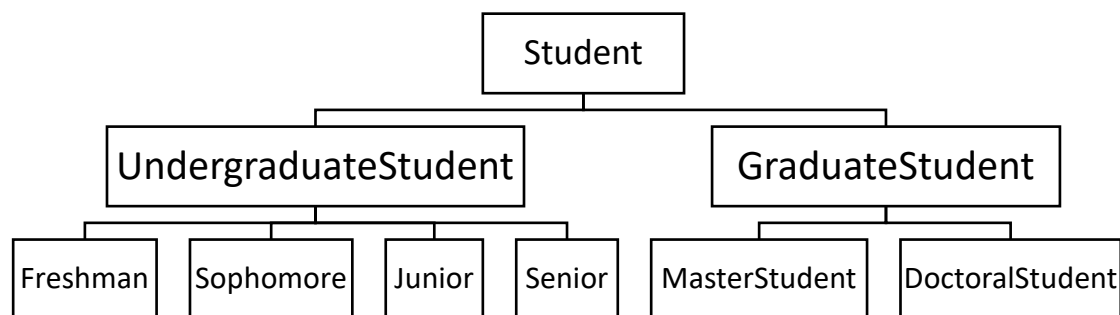 Student
UndergraduateStudent
GraduateStudent
Freshman
Sophomore
Junior
Senior
MasterStudent
DoctoralStudent